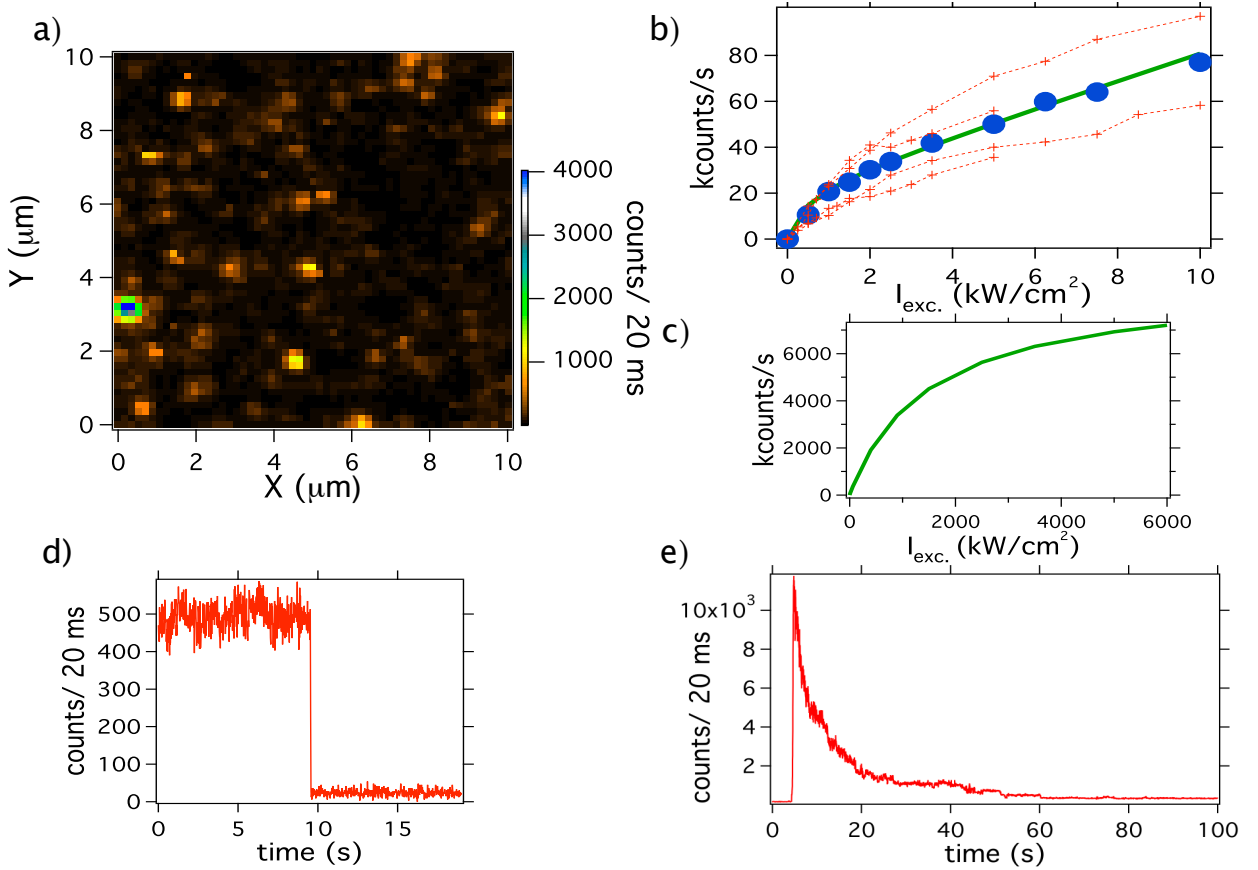 a)
10
8
6
4
2
0
Y (μm)
0 2 4 6 8 10
X (μm)
4000
3000
2000
1000
counts/ 20 ms
b)
80
60
40
20
0
kcounts/s
0 2 4 6 8 10
Iexc. (kW/cm²)
c)
6000
4000
2000
0
kcounts/s
0 2000 4000 6000
Iexc. (kW/cm²)
d)
500
400
300
200
100
0
counts/ 20 ms
0 5 10 15
time (s)
e)
10x10³
8
6
4
2
counts/ 20 ms
0 20 40 60 80 100
time (s)